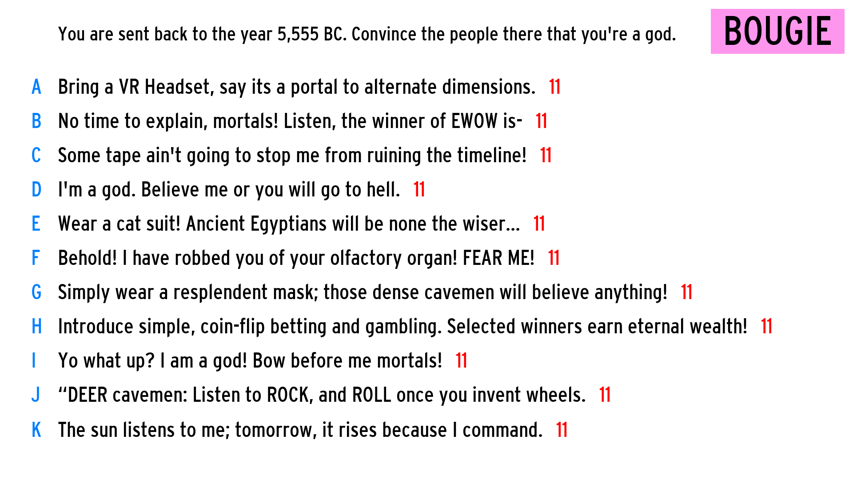 You are sent back to the year 5,555 BC. Convince the people there that you're a god.
BOUGIE
A Bring a VR Headset, say its a portal to alternate dimensions. 11
B No time to explain, mortals! Listen, the winner of EWOW is- 11
C Some tape ain't going to stop me from ruining the timeline! 11
D I'm a god. Believe me or you will go to hell. 11
E Wear a cat suit! Ancient Egyptians will be none the wiser... 11
F Behold! I have robbed you of your olfactory organ! FEAR ME! 11
G Simply wear a resplendent mask; those dense cavemen will believe anything! 11
H Introduce simple, coin-flip betting and gambling. Selected winners earn eternal wealth! 11
I Yo what up? I am a god! Bow before me mortals! 11
J “DEER cavemen: Listen to ROCK, and ROLL once you invent wheels. 11
K The sun listens to me; tomorrow, it rises because I command. 11